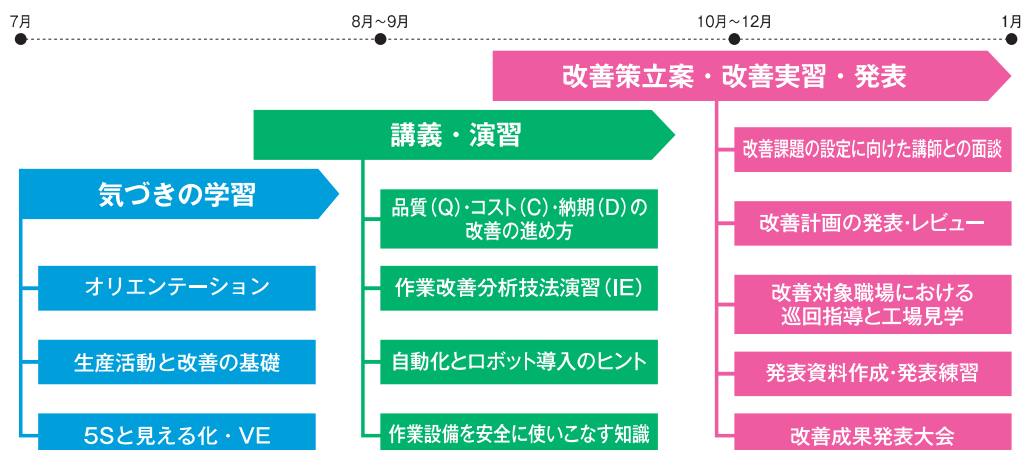 7月
8月～9月
10月～12月
1月
改善策立案・改善実習・発表
講義・演習
気づきの学習
オリエンテーション
生産活動と改善の基礎
5Sと見える化・VE
品質（Q）・コスト（C）・納期（D）の
改善の進め方
作業改善分析技法演習（IE）
自動化とロボット導入のヒント
作業設備を安全に使いこなす知識
改善課題の設定に向けた講師との面談
改善計画の発表・レビュー
改善対象職場における
巡回指導と工場見学
発表資料作成・発表練習
改善成果発表大会